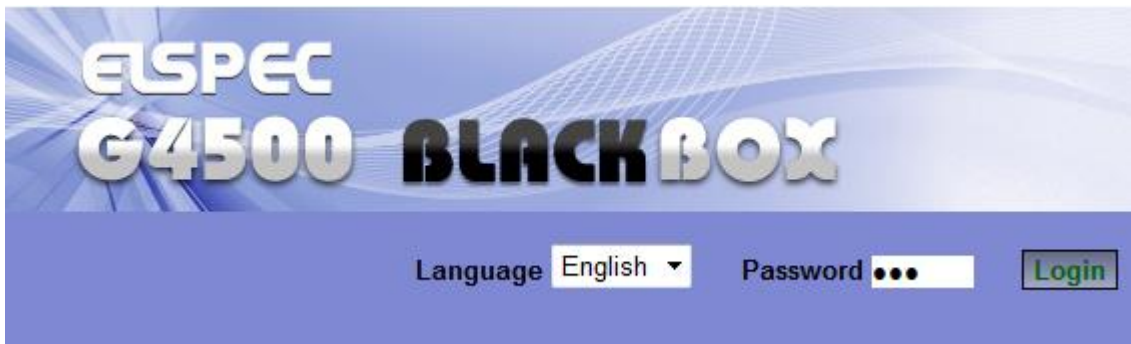 ELSPEC
G4500 BLACKBOX
Language English Password ●●● Login